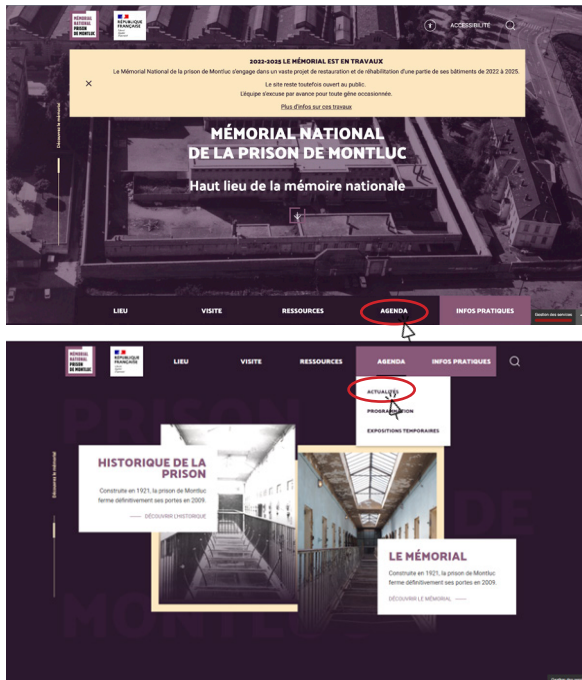 MÉMORIAL
NATIONAL
PRISON
DE MONTLUC
RÉPUBLIQUE
FRANÇAISE
ACCESSIBILITÉ
2022-2025 LE MÉMORIAL EST EN TRAVAUX
Le Mémorial National de la prison de Montluc s'engage dans un vaste projet de restauration et de réhabilitation d'une partie de ses bâtiments de 2022 à 2025.
Le site reste toutefois ouvert au public.
L'équipe s'excuse par avance pour toute gêne occasionnée.
Plus d'infos sur ces travaux
Découvrez le mémorial
MÉMORIAL NATIONAL
DE LA PRISON DE MONTLUC
Haut lieu de la mémoire nationale
LIEU VISITE RESSOURCES AGENDA INFOS PRATIQUES
Gestion des services
MÉMORIAL
NATIONAL
PRISON
DE MONTLUC
RÉPUBLIQUE
FRANÇAISE
LIEU VISITE RESSOURCES AGENDA INFOS PRATIQUES
ACTUALITÉS
PROGRAMMATION
EXPOSITIONS TEMPORAIRES
PRISON
DE
MONTLUC
Découvrez le mémorial
HISTORIQUE DE LA
PRISON
Construite en 1921, la prison de Montluc
ferme définitivement ses portes en 2009.
DÉCOUVRIR L'HISTORIQUE
LE MÉMORIAL
Construite en 1921, la prison de Montluc
ferme définitivement ses portes en 2009.
DÉCOUVRIR LE MÉMORIAL